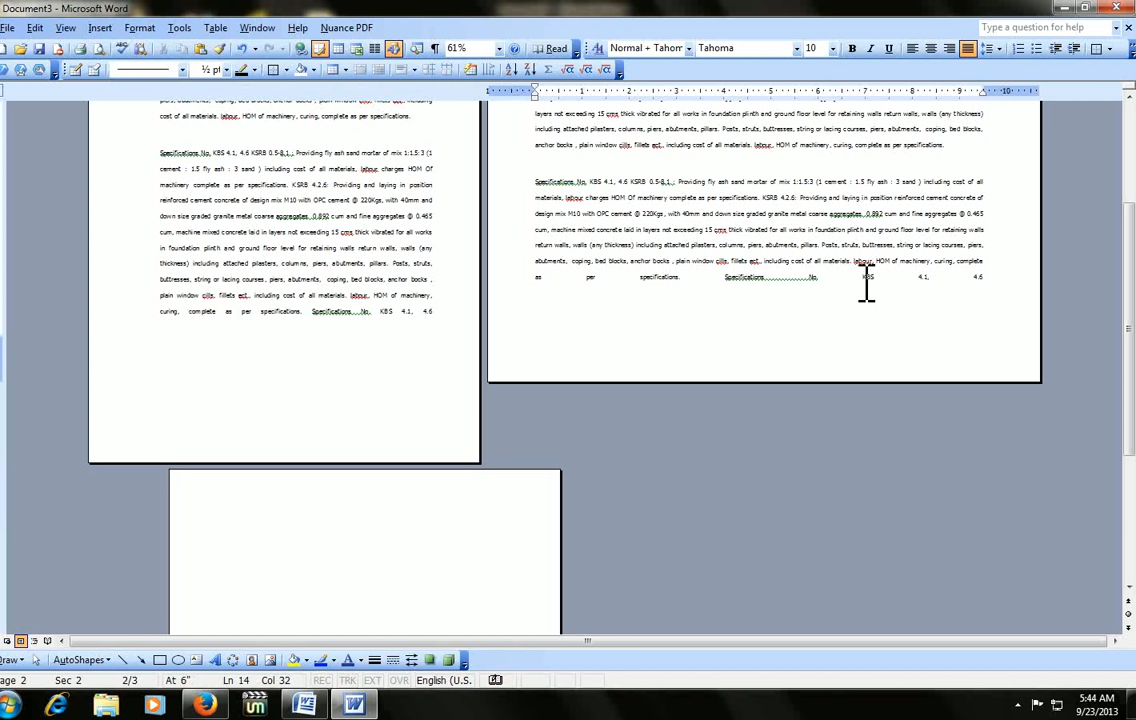 Document3 - Microsoft Word
File Edit View Insert Format Tools Table Window Help Nuance PDF
Type a question for help
61% Read Normal + Tahom Tahoma 10 B I U
½ pt
1 1 2 3 4 5 6 7 8 9 10
cost of all materials. labour, HOM of machinery, curing, complete as per specifications.
Specifications No. KBS 4.1, 4.6 KSRB 0.5-8.1.: Providing fly ash sand mortar of mix 1:1.5:3 (1
cement : 1.5 fly ash : 3 sand ) including cost of all materials, labour charges HOM Of
machinery complete as per specifications. KSRB 4.2.6: Providing and laying in position
reinforced cement concrete of design mix M10 with OPC cement @ 220Kgs, with 40mm and
down size graded granite metal coarse aggregates 0.892 cum and fine aggregates @ 0.465
cum, machine mixed concrete laid in layers not exceeding 15 cms thick vibrated for all works
in foundation plinth and ground floor level for retaining walls return walls, walls (any
thickness) including attached pilasters, columns, piers, abutments, pillars. Posts, struts,
buttresses, string or lacing courses, piers, abutments, coping, bed blocks, anchor bocks ,
plain window cills, fillets ect., including cost of all materials. labour, HOM of machinery,
curing, complete as per specifications. Specifications No. KBS 4.1, 4.6
layers not exceeding 15 cms thick vibrated for all works in foundation plinth and ground floor level for retaining walls return walls, walls (any thickness)
including attached pilasters, columns, piers, abutments, pillars. Posts, struts, buttresses, string or lacing courses, piers, abutments, coping, bed blocks,
anchor bocks , plain window cills, fillets ect., including cost of all materials. labour, HOM of machinery, curing, complete as per specifications.
Specifications No. KBS 4.1, 4.6 KSRB 0.5-8.1.: Providing fly ash sand mortar of mix 1:1.5:3 (1 cement : 1.5 fly ash : 3 sand ) including cost of all
materials, labour charges HOM Of machinery complete as per specifications. KSRB 4.2.6: Providing and laying in position reinforced cement concrete of
design mix M10 with OPC cement @ 220Kgs, with 40mm and down size graded granite metal coarse aggregates 0.892 cum and fine aggregates @ 0.465
cum, machine mixed concrete laid in layers not exceeding 15 cms thick vibrated for all works in foundation plinth and ground floor level for retaining walls
return walls, walls (any thickness) including attached pilasters, columns, piers, abutments, pillars. Posts, struts, buttresses, string or lacing courses, piers,
abutments, coping, bed blocks, anchor bocks , plain window cills, fillets ect., including cost of all materials. labour, HOM of machinery, curing, complete
as per specifications. Specifications No. KBS 4.1, 4.6
Draw AutoShapes
Page 2 Sec 2 2/3 At 6" Ln 14 Col 32 REC TRK EXT OVR English (U.S.
5:44 AM
9/23/2013